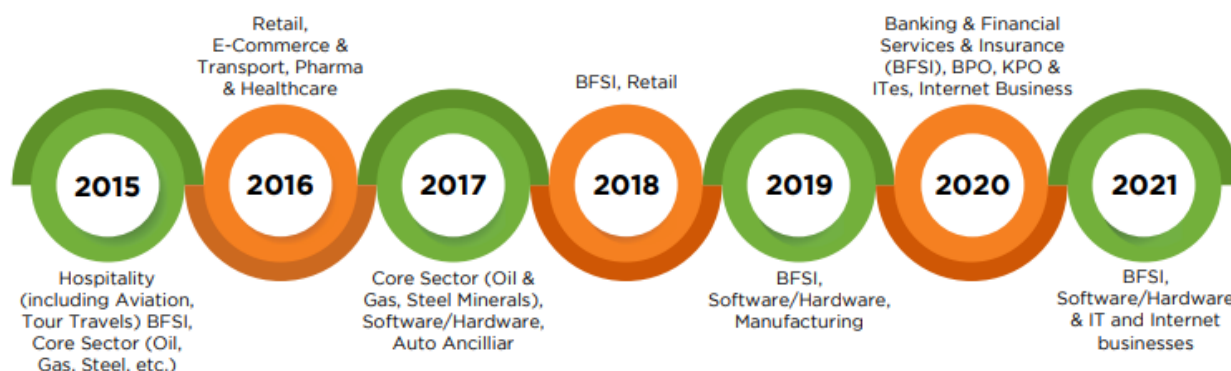 Retail,
E-Commerce &
Transport, Pharma
& Healthcare
BFSI, Retail
Banking & Financial
Services & Insurance
(BFSI), BPO, KPO &
ITes, Internet Business
2015
2016
2017
2018
2019
2020
2021
Hospitality
(including Aviation,
Tour Travels) BFSI,
Core Sector (Oil,
Gas, Steel, etc.)
Core Sector (Oil &
Gas, Steel Minerals),
Software/Hardware,
Auto Ancilliar
BFSI,
Software/Hardware,
Manufacturing
BFSI,
Software/Hardware
& IT and Internet
businesses